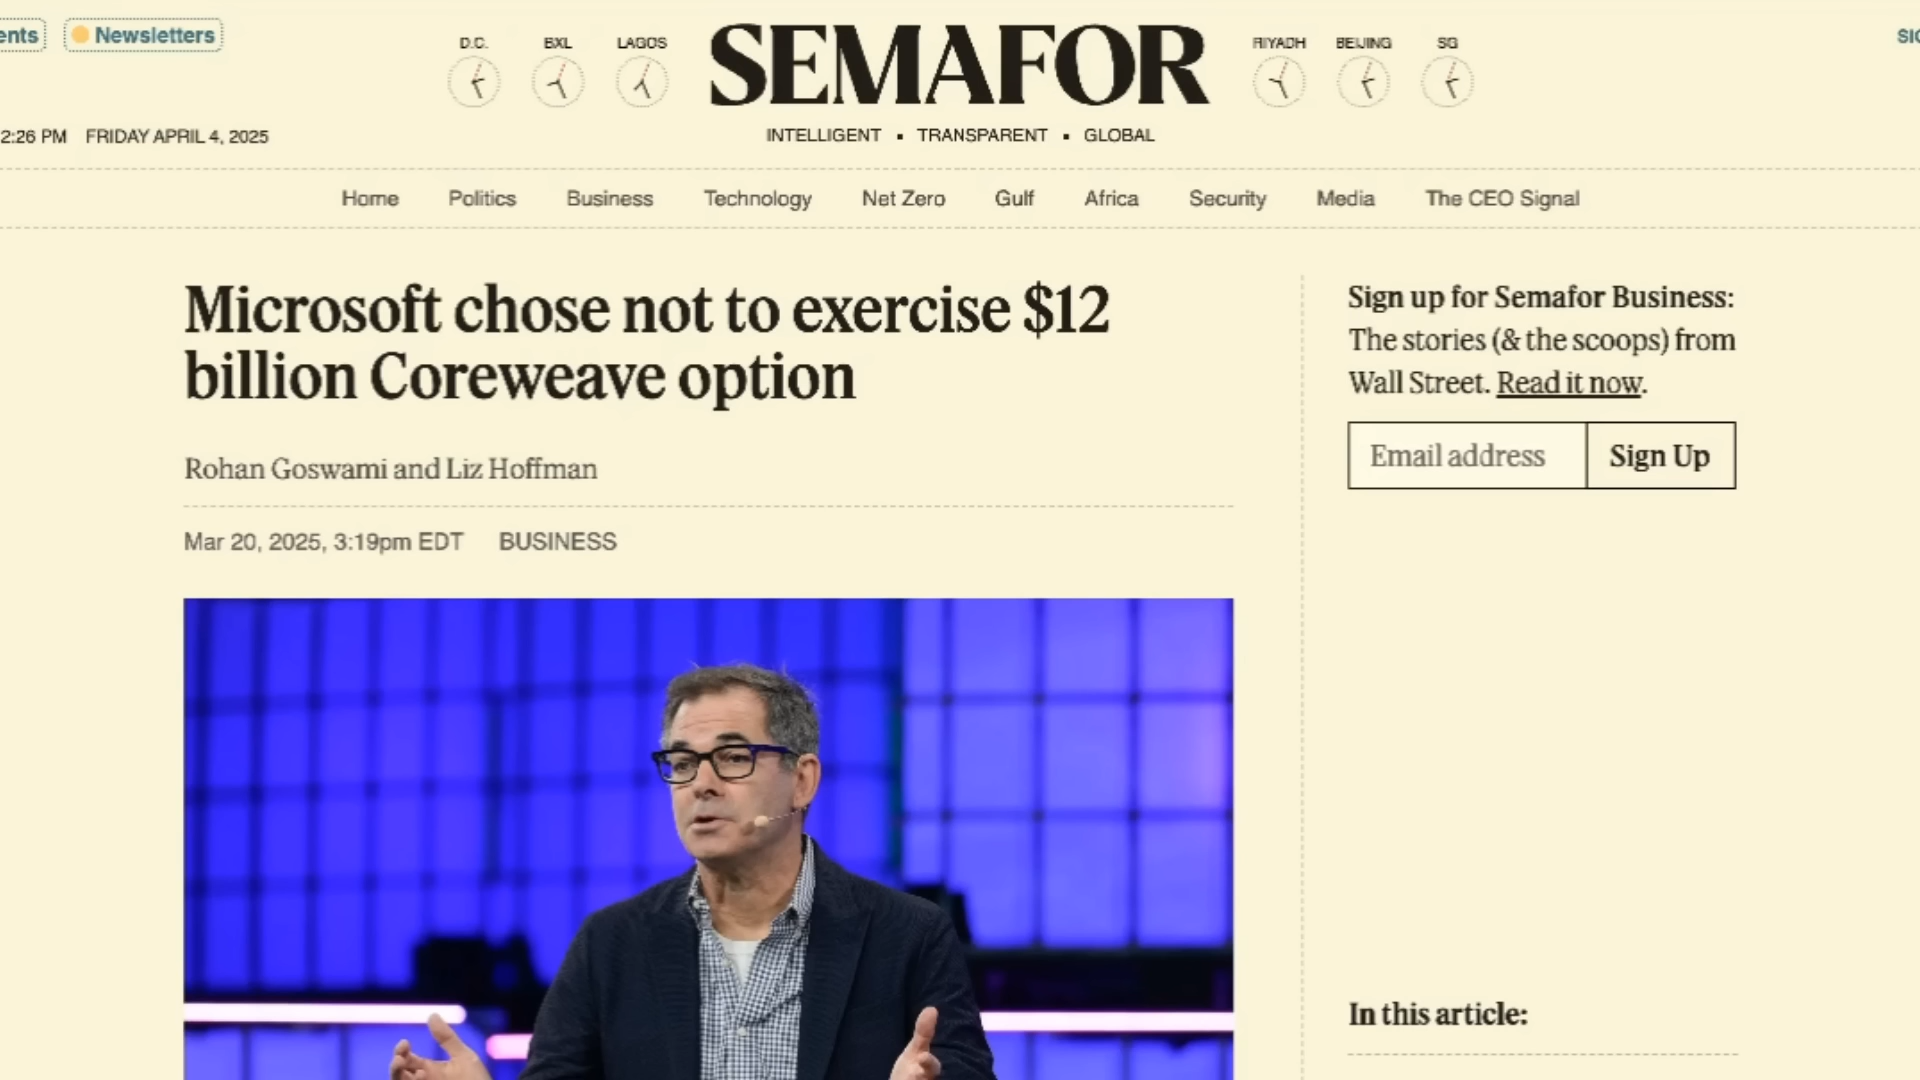 ents
Newsletters
D.C.
BXL
LAGOS
SEMAFOR
RIYADH
BEIJING
SG
2:26 PM FRIDAY APRIL 4, 2025
INTELLIGENT ▪ TRANSPARENT ▪ GLOBAL
Home Politics Business Technology Net Zero Gulf Africa Security Media The CEO Signal
Microsoft chose not to exercise $12
billion Coreweave option
Rohan Goswami and Liz Hoffman
Mar 20, 2025, 3:19pm EDT BUSINESS
Sign up for Semafor Business:
The stories (& the scoops) from
Wall Street. Read it now.
Email address Sign Up
In this article: